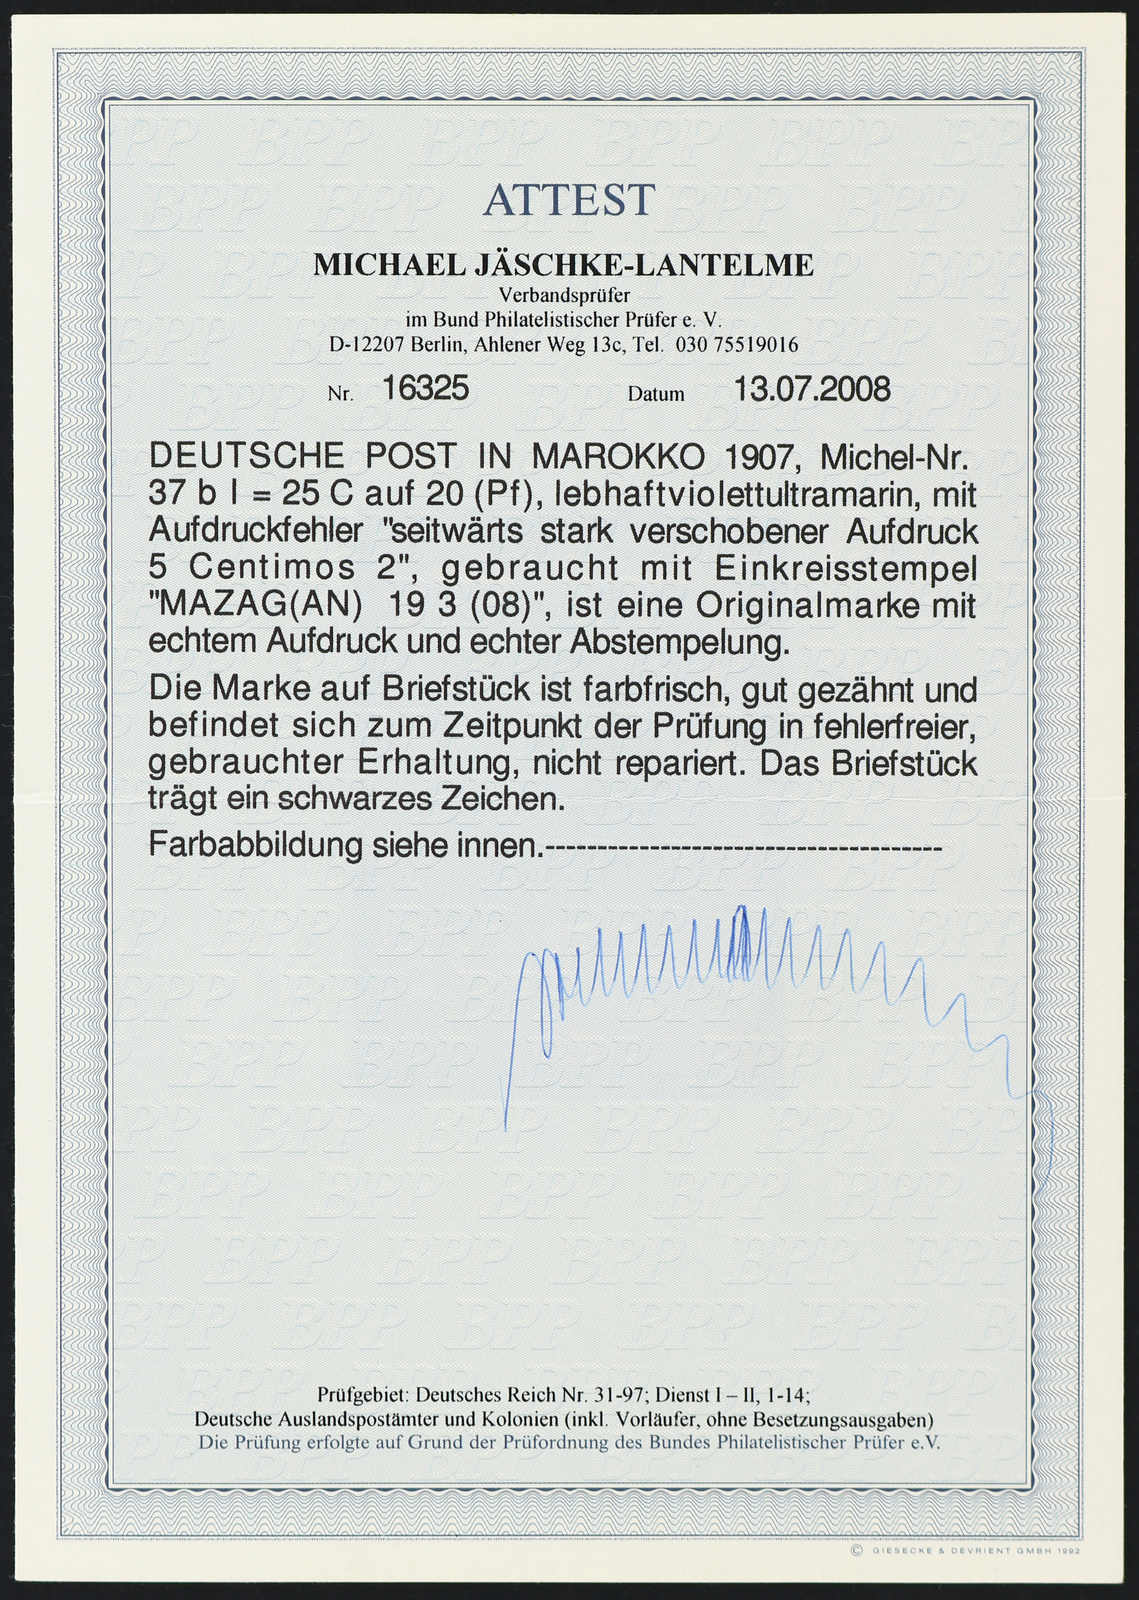 ATTEST
MICHAEL JÄSCHKE-LANTELME
Verbandsprüfer
im Bund Philatelistischer Prüfer e. V.
D-12207 Berlin, Ahlener Weg 13c, Tel. 030 75519016
Nr. 16325 Datum 13.07.2008
DEUTSCHE POST IN MAROKKO 1907, Michel-Nr.
37 b I = 25 C auf 20 (Pf), lebhaftviolettultramarin, mit
Aufdruckfehler "seitwärts stark verschobener Aufdruck
5 Centimos 2", gebraucht mit Einkreisstempel
"MAZAG(AN) 19 3 (08)", ist eine Originalmarke mit
echtem Aufdruck und echter Abstempelung.
Die Marke auf Briefstück ist farbfrisch, gut gezähnt und
befindet sich zum Zeitpunkt der Prüfung in fehlerfreier,
gebrauchter Erhaltung, nicht repariert. Das Briefstück
trägt ein schwarzes Zeichen.
Farbabbildung siehe innen.--------------------------------------
Prüfgebiet: Deutsches Reich Nr. 31-97; Dienst I – II, 1-14;
Deutsche Auslandspostämter und Kolonien (inkl. Vorläufer, ohne Besetzungsausgaben)
Die Prüfung erfolgte auf Grund der Prüfordnung des Bundes Philatelistischer Prüfer e.V.
© GIESECKE & DEVRIENT GMBH 1992